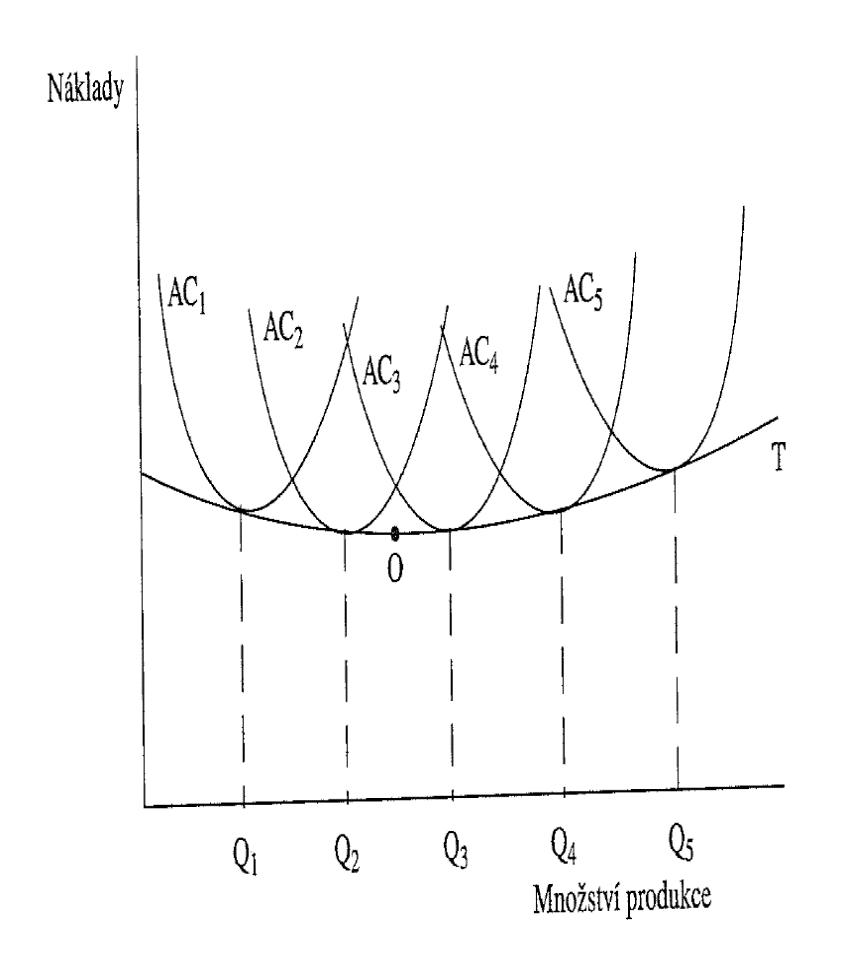 Náklady
AC₁
AC₂
AC₃
AC₄
AC₅
T
O
Q₁
Q₂
Q₃
Q₄
Q₅
Množství produkce